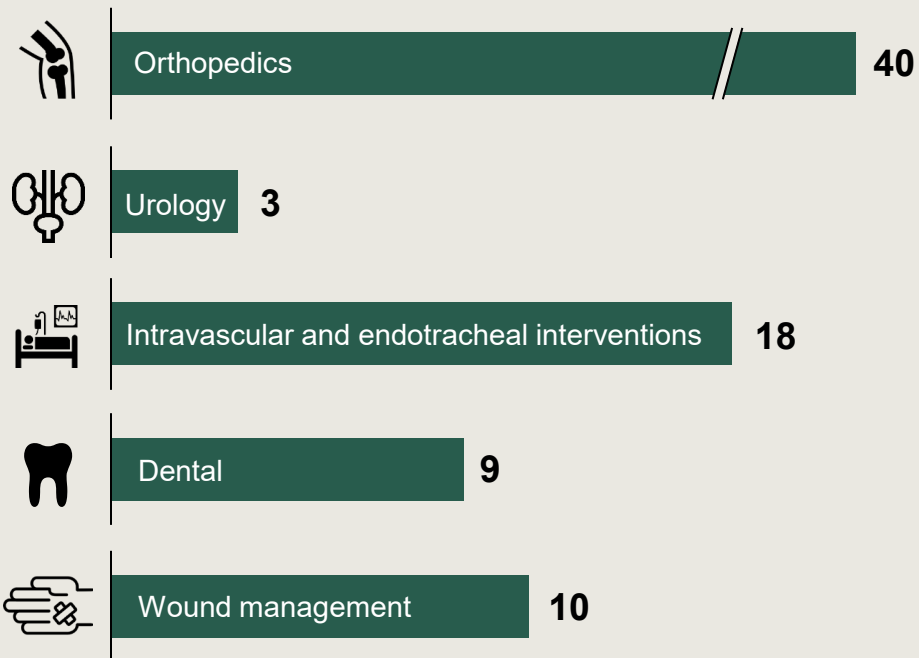 Orthopedics 40
Urology 3
Intravascular and endotracheal interventions 18
Dental 9
Wound management 10